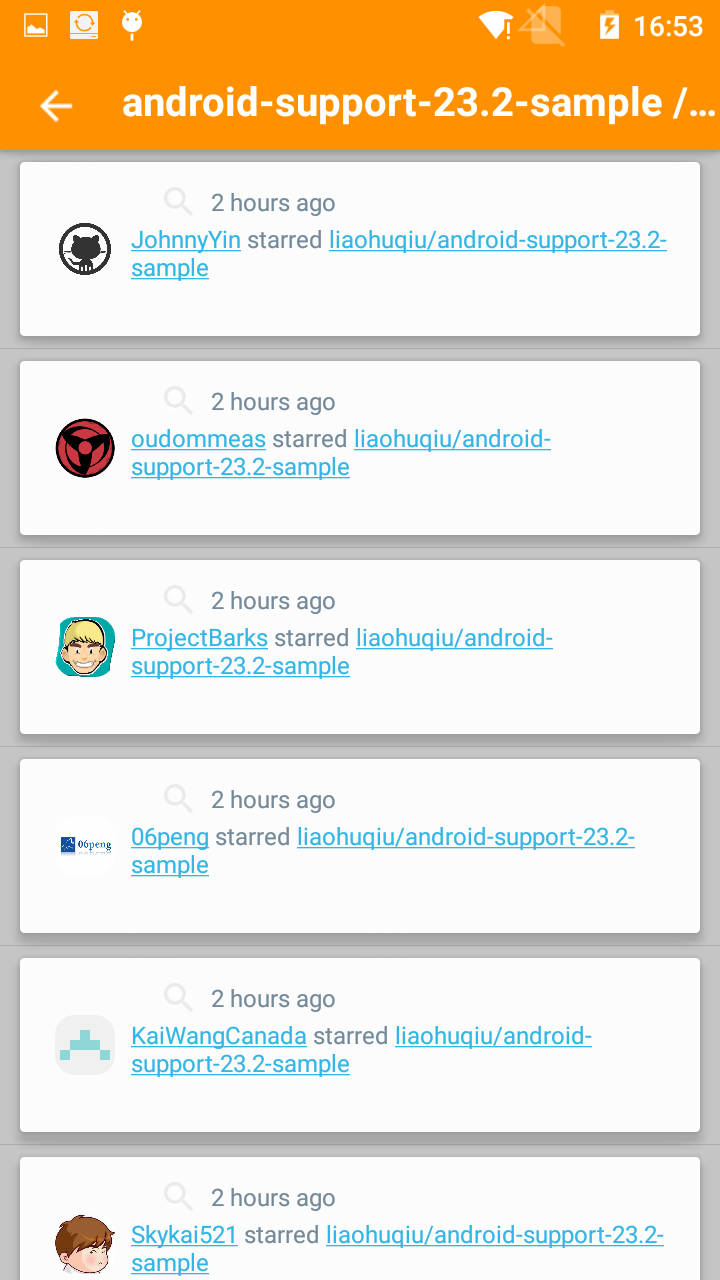 16:53
android-support-23.2-sample /...
2 hours ago
JohnnyYin starred liaohuqiu/android-support-23.2-
sample
2 hours ago
oudommeas starred liaohuqiu/android-
support-23.2-sample
2 hours ago
ProjectBarks starred liaohuqiu/android-
support-23.2-sample
2 hours ago
06peng
06peng starred liaohuqiu/android-support-23.2-
sample
2 hours ago
KaiWangCanada starred liaohuqiu/android-
support-23.2-sample
2 hours ago
Skykai521 starred liaohuqiu/android-support-23.2-
sample